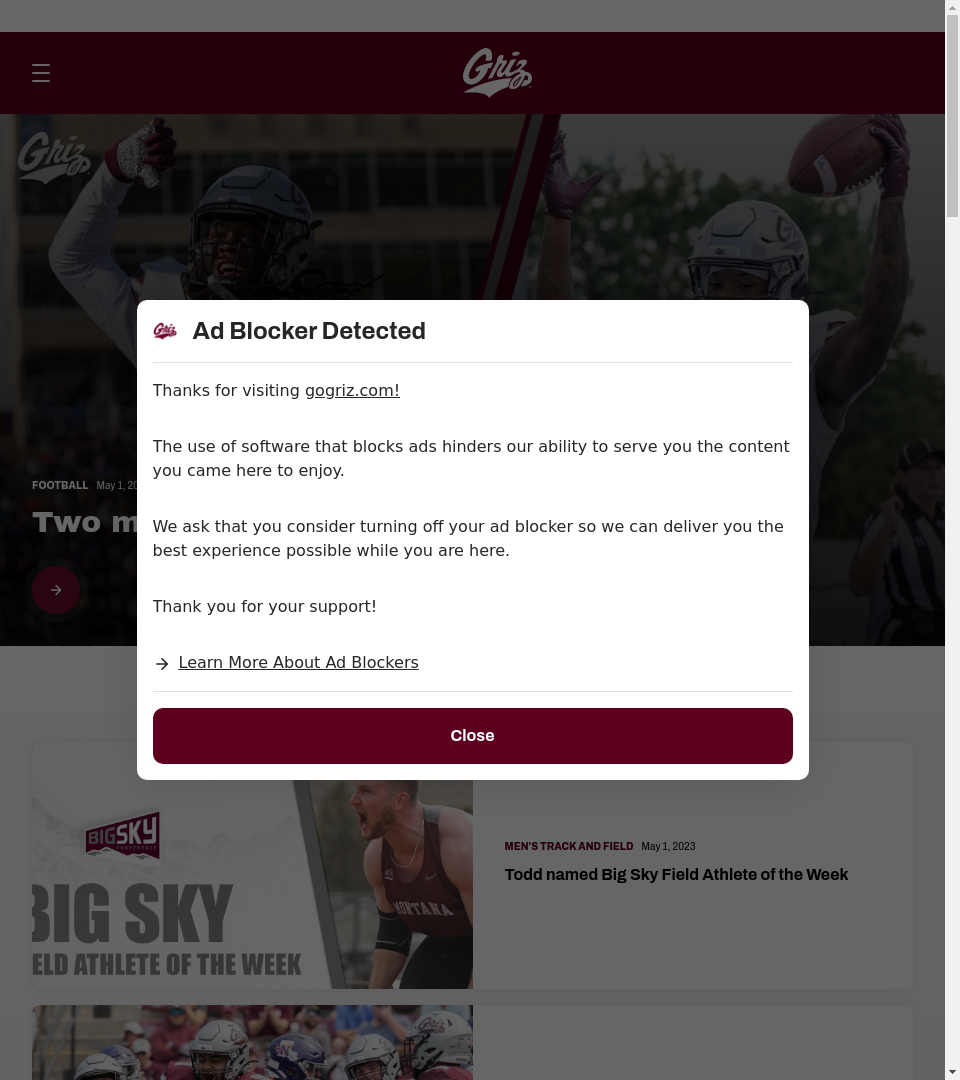 Griz
Griz
FOOTBALL May 1, 20
Two m
Griz Ad Blocker Detected
Thanks for visiting gogriz.com!
The use of software that blocks ads hinders our ability to serve you the content
you came here to enjoy.
We ask that you consider turning off your ad blocker so we can deliver you the
best experience possible while you are here.
Thank you for your support!
Learn More About Ad Blockers
Close
BIG SKY
CONFERENCE
BIG SKY
ELD ATHLETE OF THE WEEK
MONTANA
MEN'S TRACK AND FIELD May 1, 2023
Todd named Big Sky Field Athlete of the Week
Griz